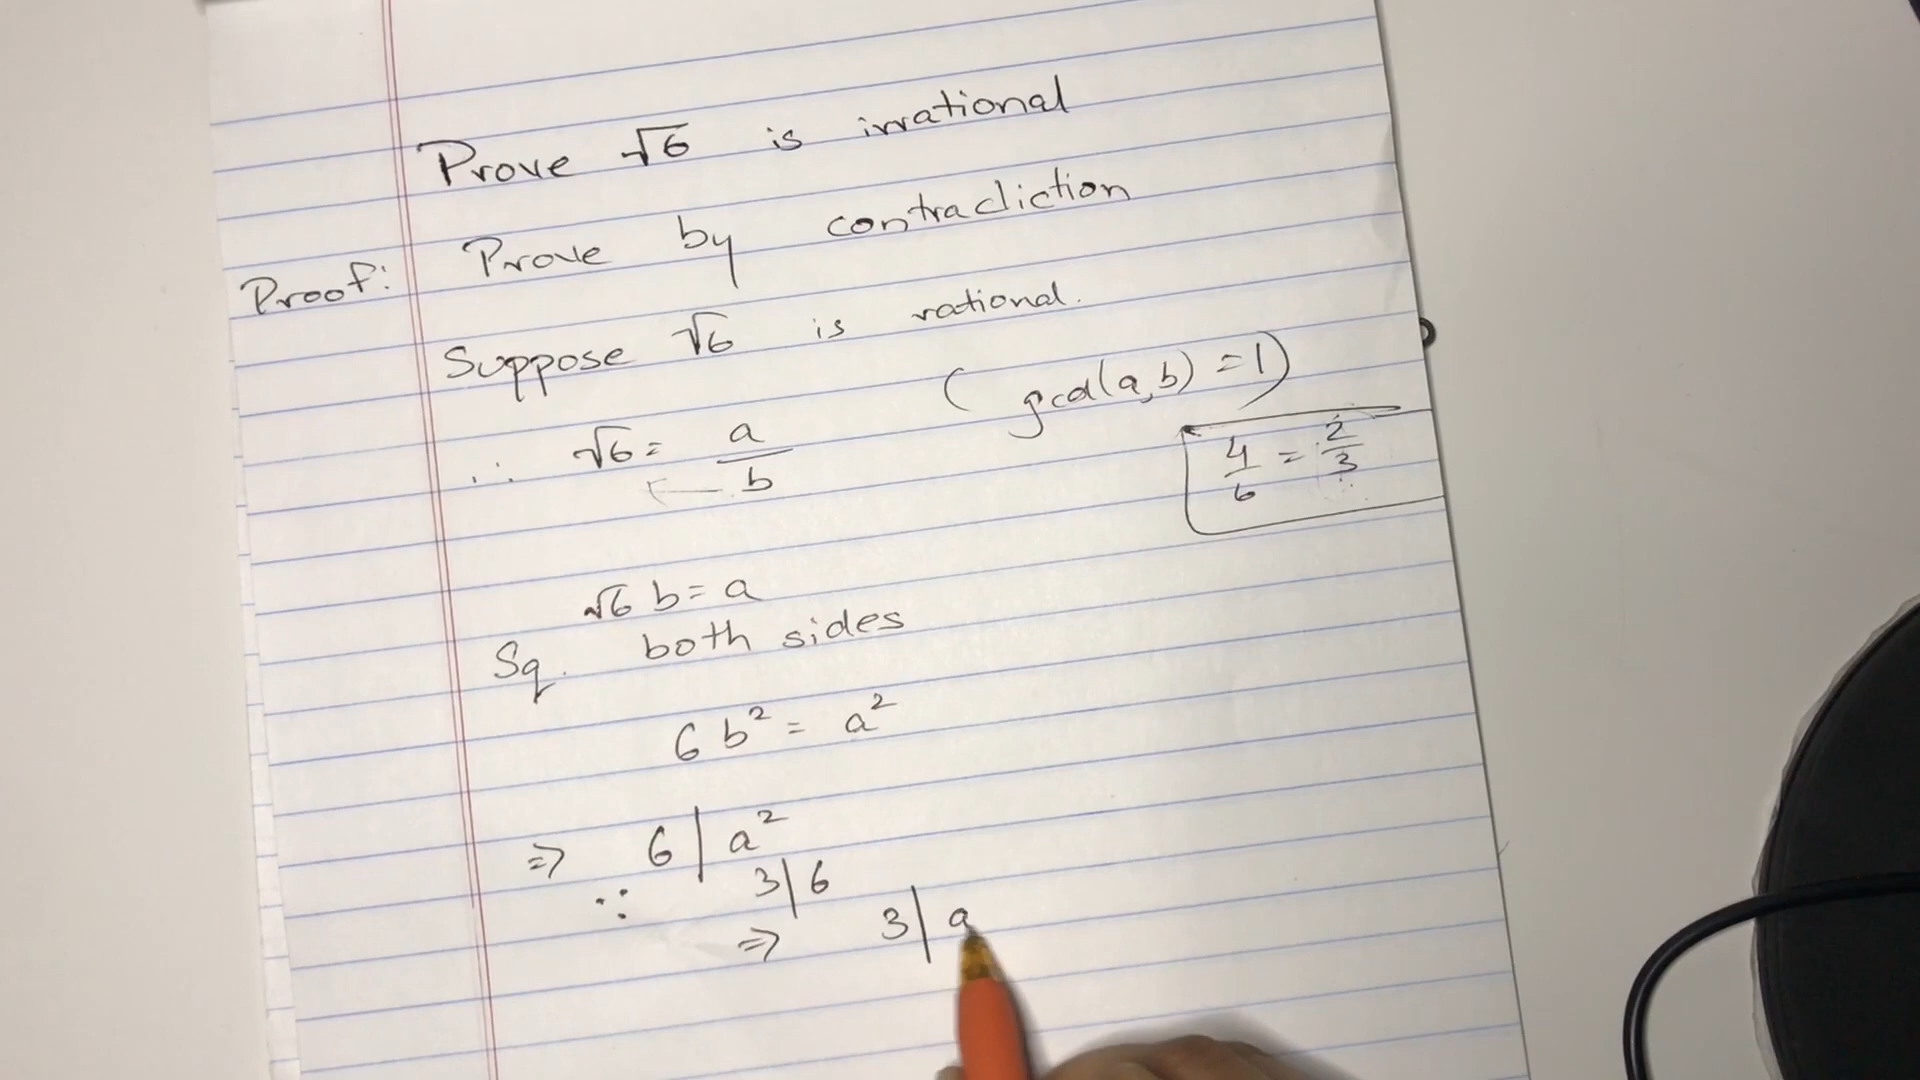 Prove √6 is irrational
Proof: Prove by contradiction
Suppose √6 is rational.
∴ √6 = a/b (gcd(a,b) = 1)
4/6 = 2/3
√6 b = a
Sq. both sides
6 b² = a²
⇒ 6 | a²
∵ 3 | 6
⇒ 3 | a